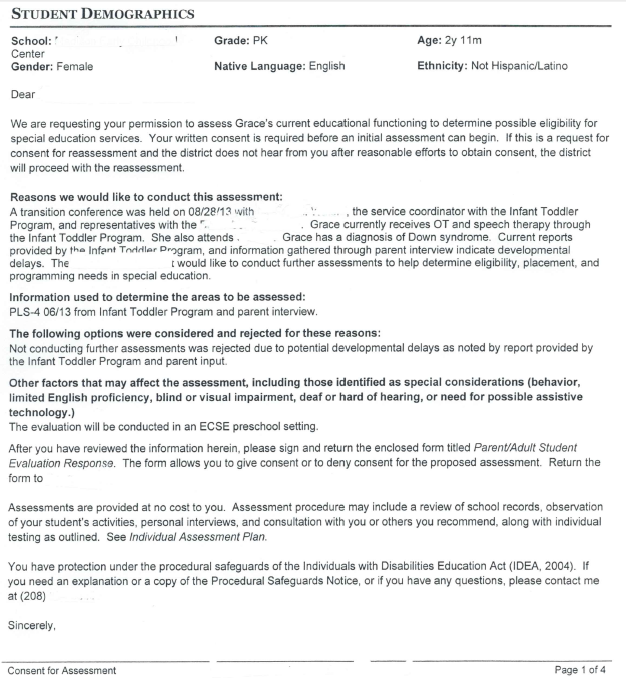 STUDENT DEMOGRAPHICS
School: Grade: PK Age: 2y 11m
Center
Gender: Female Native Language: English Ethnicity: Not Hispanic/Latino
Dear
We are requesting your permission to assess Grace's current educational functioning to determine possible eligibility for
special education services. Your written consent is required before an initial assessment can begin. If this is a request for
consent for reassessment and the district does not hear from you after reasonable efforts to obtain consent, the district
will proceed with the reassessment.
Reasons we would like to conduct this assessment:
A transition conference was held on 08/28/13 with , the service coordinator with the Infant Toddler
Program, and representatives with the . Grace currently receives OT and speech therapy through
the Infant Toddler Program. She also attends . Grace has a diagnosis of Down syndrome. Current reports
provided by the Infant Toddler Program, and information gathered through parent interview indicate developmental
delays. The would like to conduct further assessments to help determine eligibility, placement, and
programming needs in special education.
Information used to determine the areas to be assessed:
PLS-4 06/13 from Infant Toddler Program and parent interview.
The following options were considered and rejected for these reasons:
Not conducting further assessments was rejected due to potential developmental delays as noted by report provided by
the Infant Toddler Program and parent input.
Other factors that may affect the assessment, including those identified as special considerations (behavior,
limited English proficiency, blind or visual impairment, deaf or hard of hearing, or need for possible assistive
technology.)
The evaluation will be conducted in an ECSE preschool setting.
After you have reviewed the information herein, please sign and return the enclosed form titled Parent/Adult Student
Evaluation Response. The form allows you to give consent or to deny consent for the proposed assessment. Return the
form to
Assessments are provided at no cost to you. Assessment procedure may include a review of school records, observation
of your student's activities, personal interviews, and consultation with you or others you recommend, along with individual
testing as outlined. See Individual Assessment Plan.
You have protection under the procedural safeguards of the Individuals with Disabilities Education Act (IDEA, 2004). If
you need an explanation or a copy of the Procedural Safeguards Notice, or if you have any questions, please contact me
at (208)
Sincerely,
Consent for Assessment Page 1 of 4